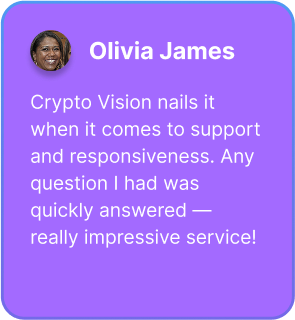 Olivia James
Crypto Vision nails it
when it comes to support
and responsiveness. Any
question I had was
quickly answered —
really impressive service!